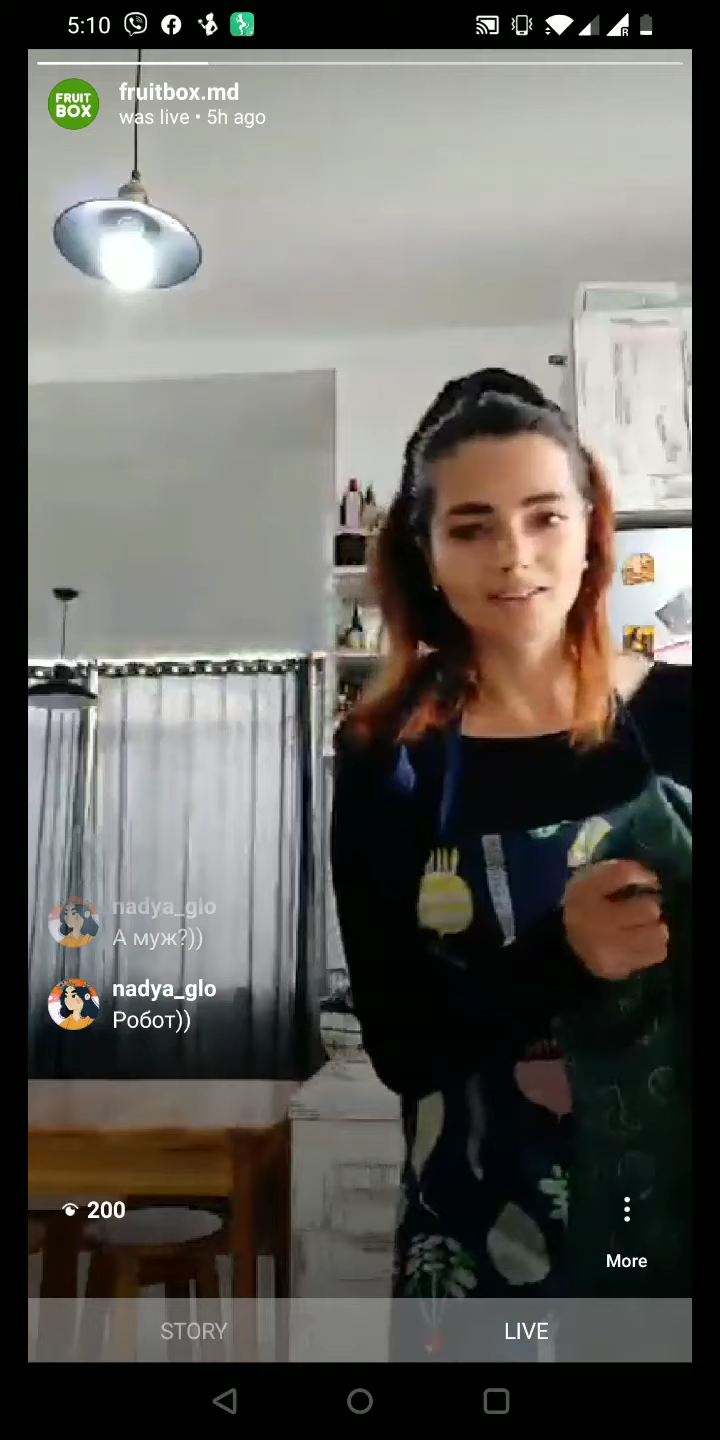 5:10
R
FRUIT
BOX
fruitbox.md
was live • 5h ago
nadya_glo
А муж?))
nadya_glo
Робот))
200
More
STORY
LIVE